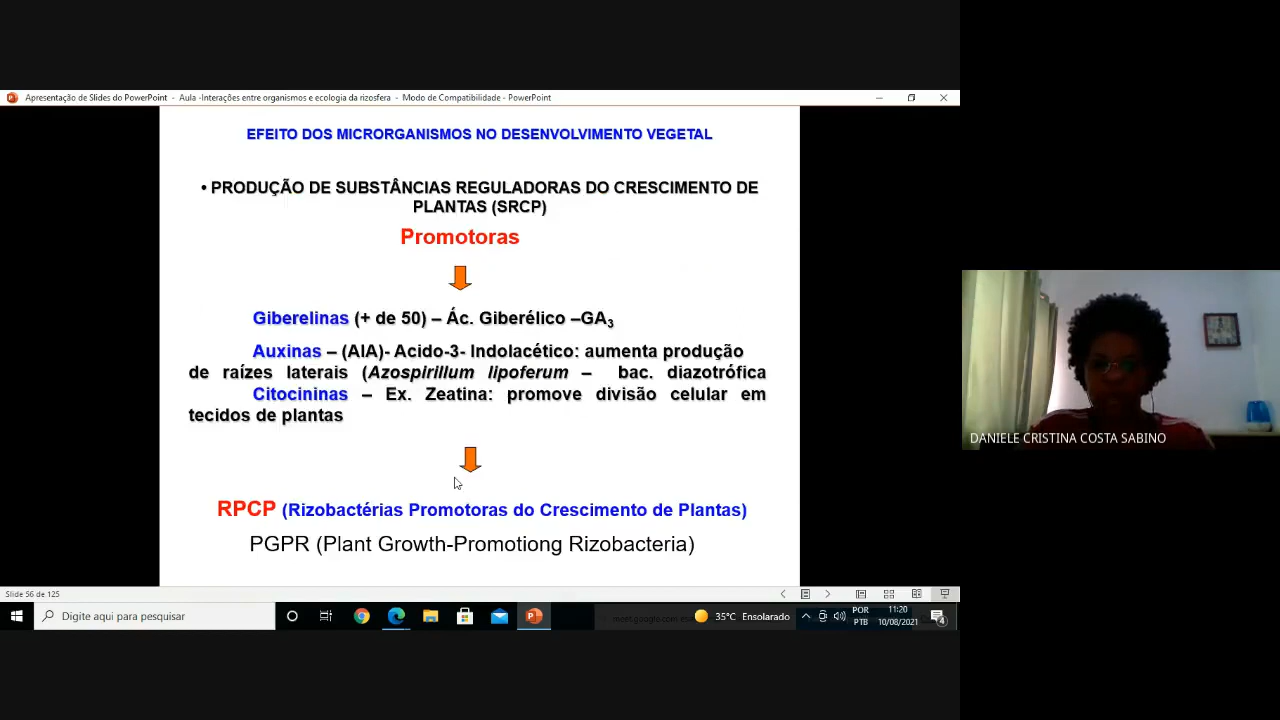 Apresentação de Slides do PowerPoint - Aula -Interações entre organismos e ecologia da rizosfera - Modo de Compatibilidade - PowerPoint
EFEITO DOS MICRORGANISMOS NO DESENVOLVIMENTO VEGETAL
• PRODUÇÃO DE SUBSTÂNCIAS REGULADORAS DO CRESCIMENTO DE
PLANTAS (SRCP)
Promotoras
Giberelinas (+ de 50) – Ác. Giberélico –GA3
Auxinas – (AIA)- Acido-3- Indolacético: aumenta produção
de raízes laterais (Azospirillum lipoferum – bac. diazotrófica
Citocininas – Ex. Zeatina: promove divisão celular em
tecidos de plantas
RPCP (Rizobactérias Promotoras do Crescimento de Plantas)
PGPR (Plant Growth-Promotiong Rizobacteria)
DANIELE CRISTINA COSTA SABINO
Slide 56 de 125
Digite aqui para pesquisar
35°C Ensolarado
POR
PTB
11:20
10/08/2021
4